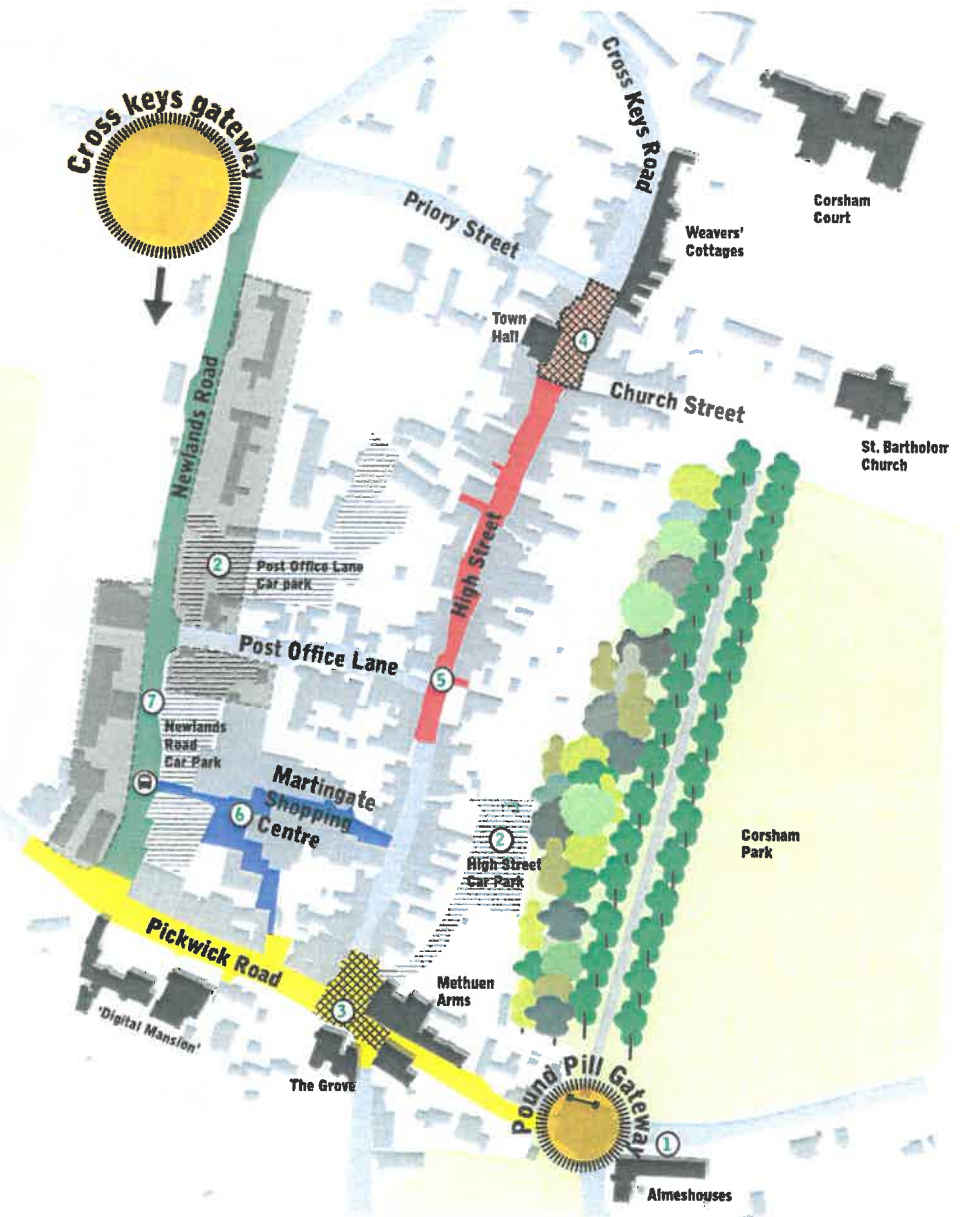 Cross keys gateway
Cross Keys Road
Corsham
Court
Priory Street
Weavers'
Cottages
Town
Hall
4
Church Street
Newlands Road
St. Bartholom
Church
High Street
2
Post Office Lane
Car park
Post Office Lane
5
7
Newlands
Road
Car Park
Martingate
Shopping
Centre
6
2
High Street
Car Park
Corsham
Park
Pickwick Road
Methuen
Arms
3
'Digital Mansion'
The Grove
Pound Pill Gateway
1
Almeshouses